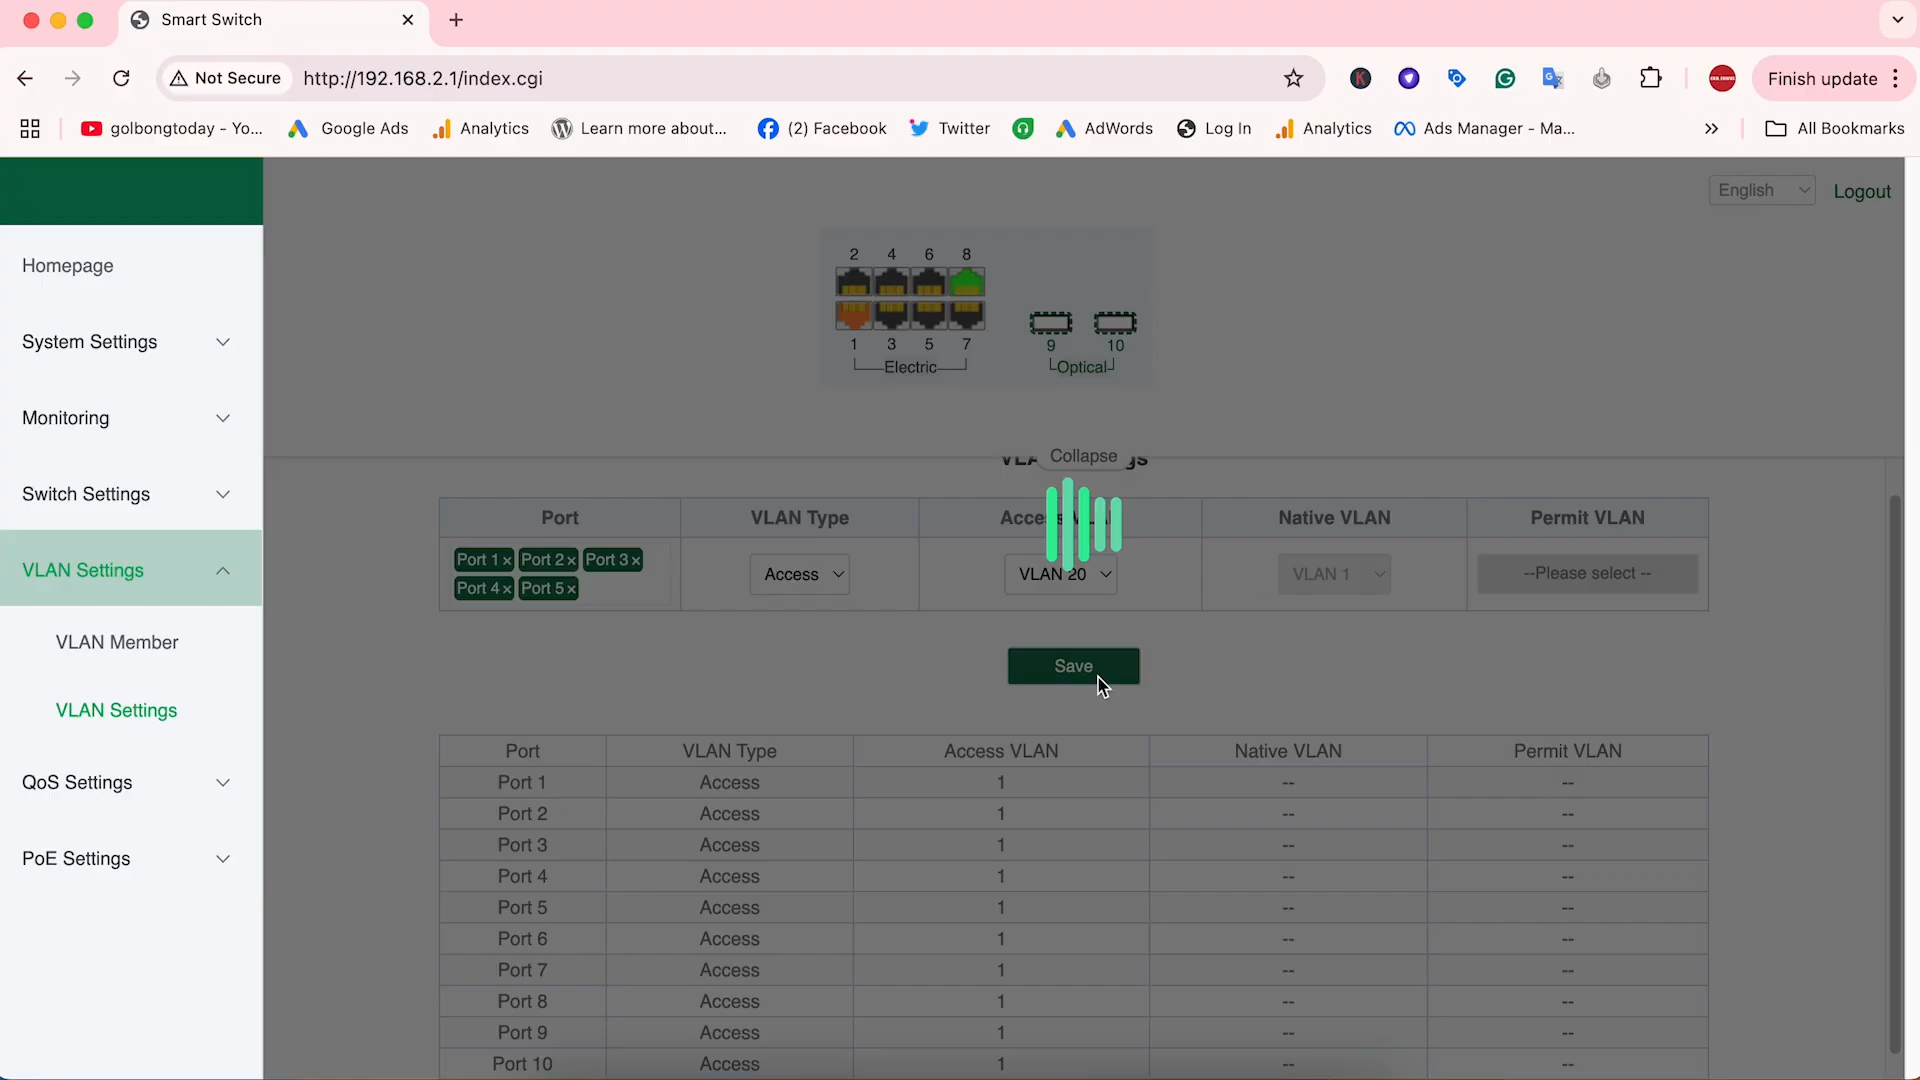 Smart Switch
Not Secure
http://192.168.2.1/index.cgi
Finish update
golbongtoday - Yo...
Google Ads
Analytics
Learn more about...
(2) Facebook
Twitter
AdWords
Log In
Analytics
Ads Manager - Ma...
All Bookmarks
English
Logout
Homepage
System Settings
Monitoring
Switch Settings
VLAN Settings
VLAN Member
VLAN Settings
QoS Settings
PoE Settings
2 4 6 8
1 3 5 7
9 10
Electric
Optical
Collapse
Port VLAN Type Native VLAN Permit VLAN
Port 1 × Port 2 × Port 3 ×
Port 4 × Port 5 ×
Access VLAN 20 VLAN 1 --Please select --
Save
Port VLAN Type Access VLAN Native VLAN Permit VLAN
Port 1 Access 1 -- --
Port 2 Access 1 -- --
Port 3 Access 1 -- --
Port 4 Access 1 -- --
Port 5 Access 1 -- --
Port 6 Access 1 -- --
Port 7 Access 1 -- --
Port 8 Access 1 -- --
Port 9 Access 1 -- --
Port 10 Access 1 -- --